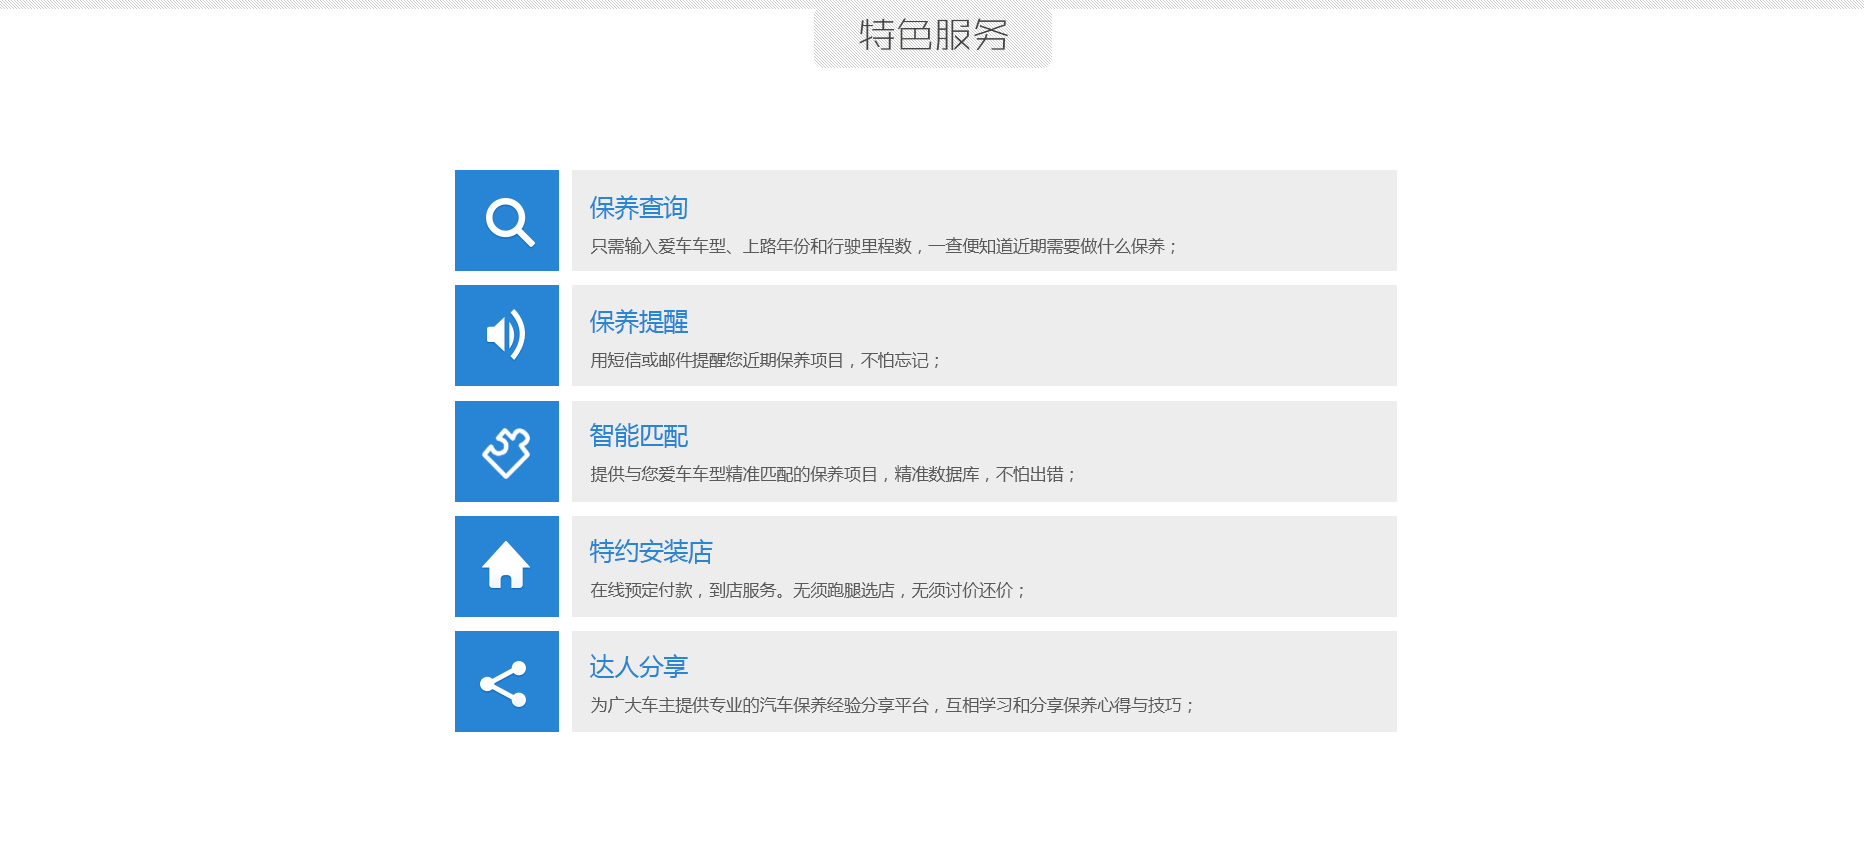 特色服务
保养查询
只需输入爱车车型、上路年份和行驶里程数，一查便知道近期需要做什么保养；
保养提醒
用短信或邮件提醒您近期保养项目，不怕忘记；
智能匹配
提供与您爱车车型精准匹配的保养项目，精准数据库，不怕出错；
特约安装店
在线预定付款，到店服务。无须跑腿选店，无须讨价还价；
达人分享
为广大车主提供专业的汽车保养经验分享平台，互相学习和分享保养心得与技巧；